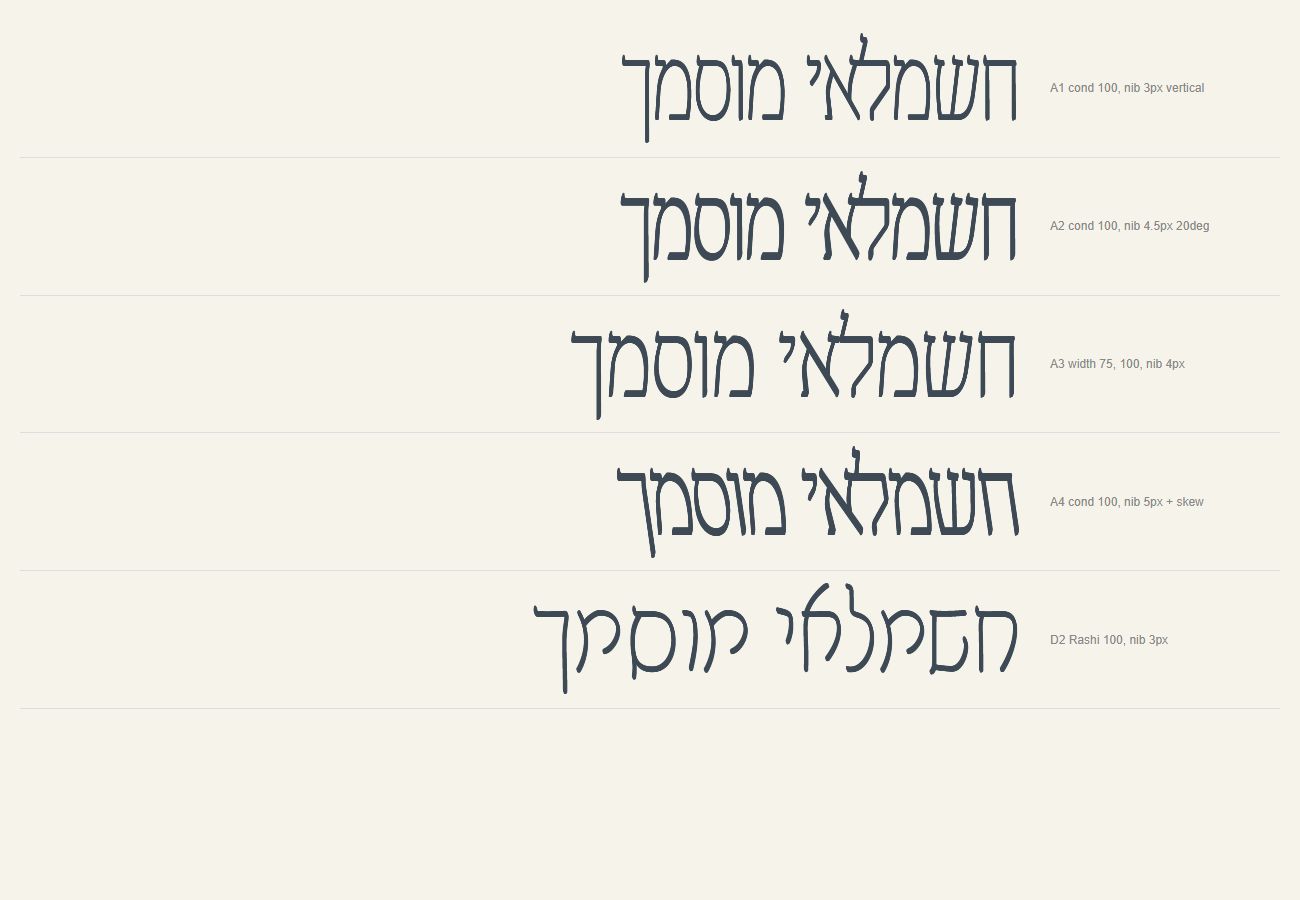 חשמלאי מוסמך A1 cond 100, nib 3px vertical
חשמלאי מוסמך A2 cond 100, nib 4.5px 20deg
חשמלאי מוסמך A3 width 75, 100, nib 4px
חשמלאי מוסמך A4 cond 100, nib 5px + skew
חשמלאי מוסמך D2 Rashi 100, nib 3px